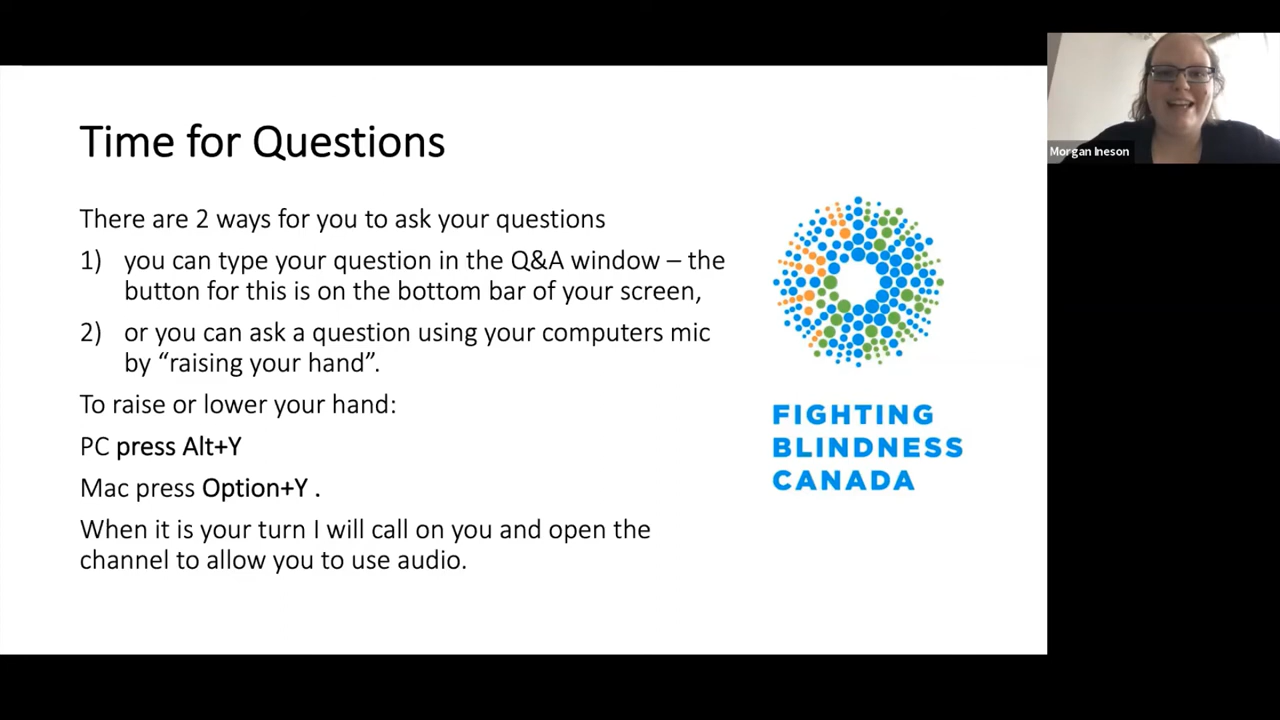 Time for Questions
There are 2 ways for you to ask your questions
1) you can type your question in the Q&A window – the
button for this is on the bottom bar of your screen,
2) or you can ask a question using your computers mic
by “raising your hand”.
To raise or lower your hand:
PC press Alt+Y
Mac press Option+Y .
When it is your turn I will call on you and open the
channel to allow you to use audio.
FIGHTING
BLINDNESS
CANADA
Morgan Ineson